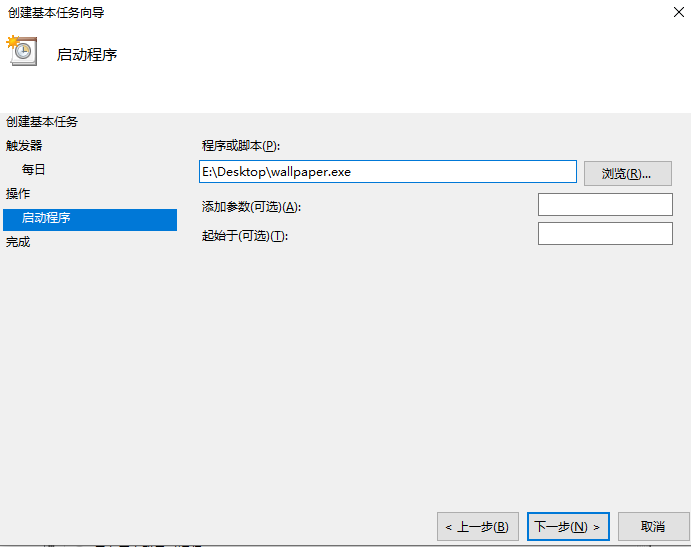 创建基本任务向导
启动程序
创建基本任务
触发器
每日
操作
启动程序
完成
程序或脚本(P):
E:\Desktop\wallpaper.exe
浏览(R)...
添加参数(可选)(A):
起始于(可选)(T):
< 上一步(B)
下一步(N) >
取消